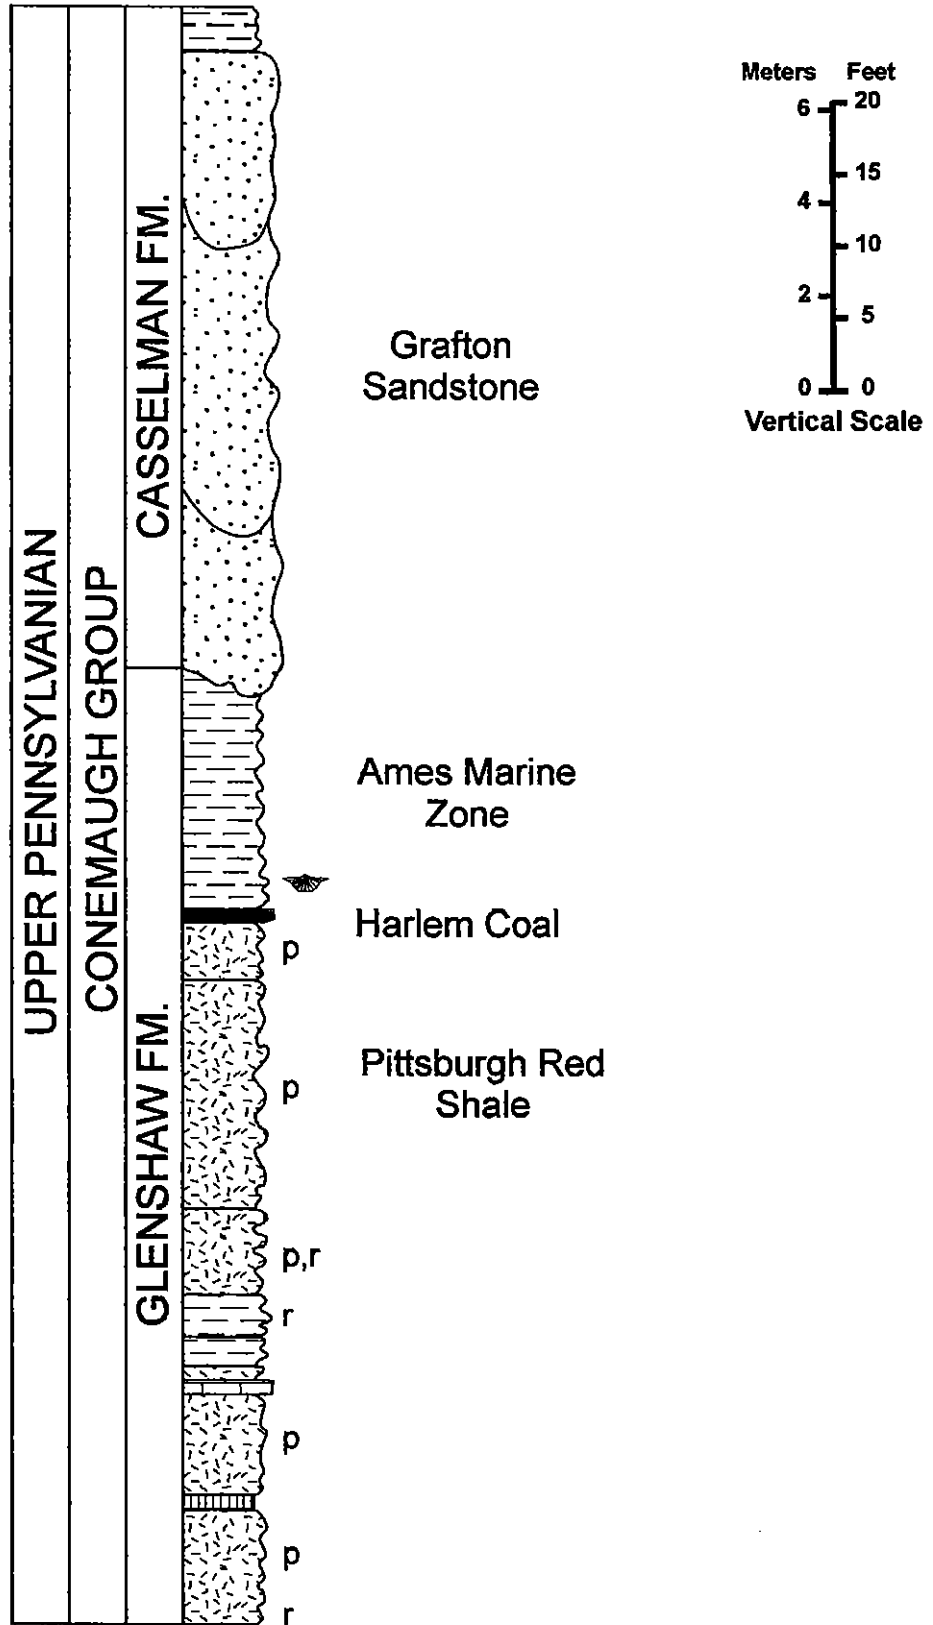 UPPER PENNSYLVANIAN
CONEMAUGH GROUP
CASSELMAN FM.
GLENSHAW FM.
Grafton
Sandstone
Ames Marine
Zone
Harlem Coal
p
Pittsburgh Red
Shale
p
p,r
r
p
p
r
Meters Feet
6 20
15
4
10
2
5
0 0
Vertical Scale